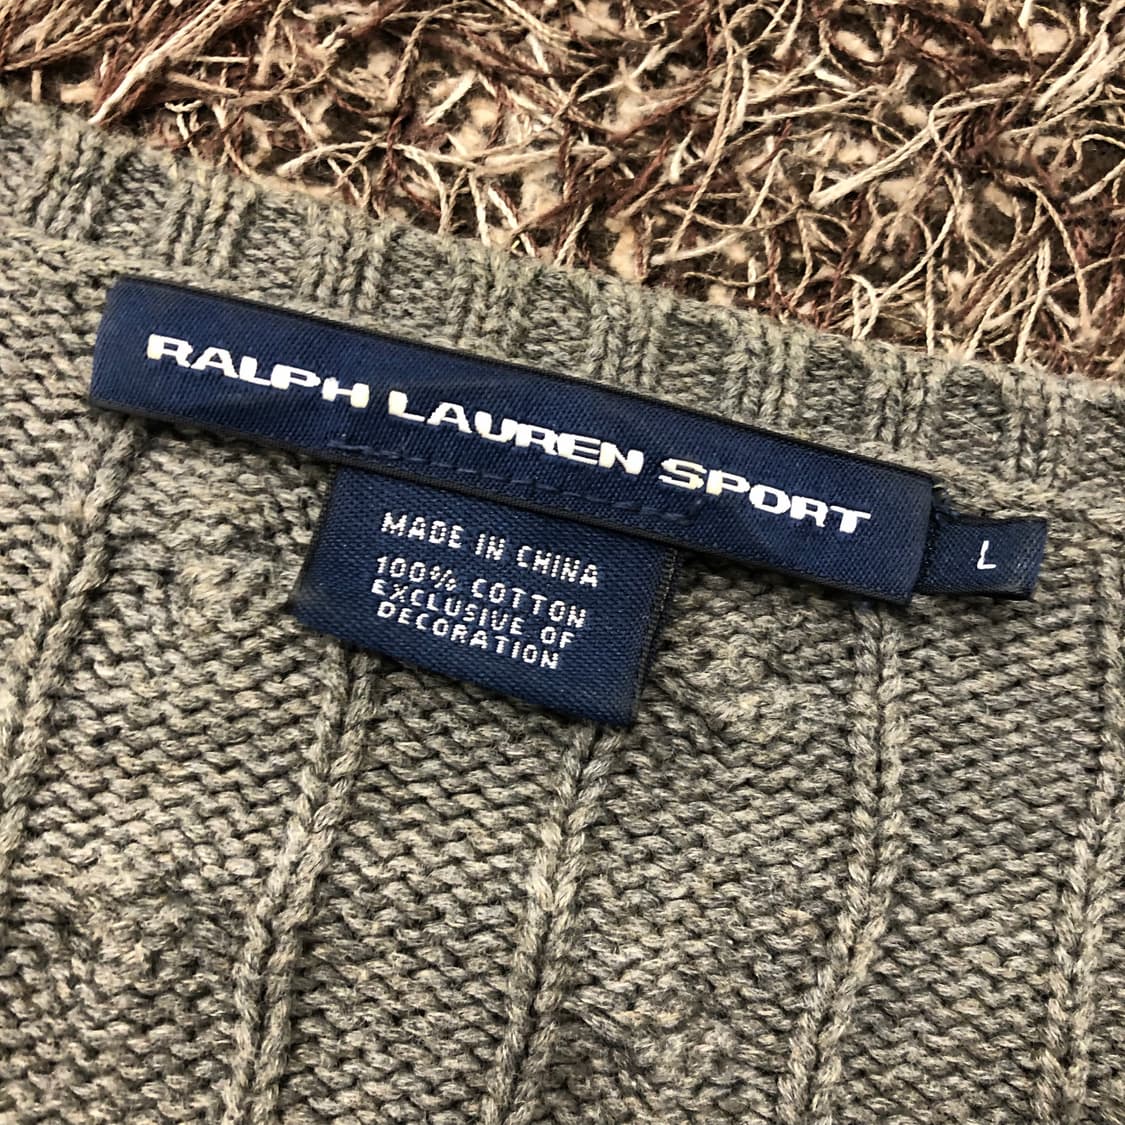 RALPH LAUREN SPORT
L
MADE IN CHINA
100% COTTON
EXCLUSIVE OF
DECORATION